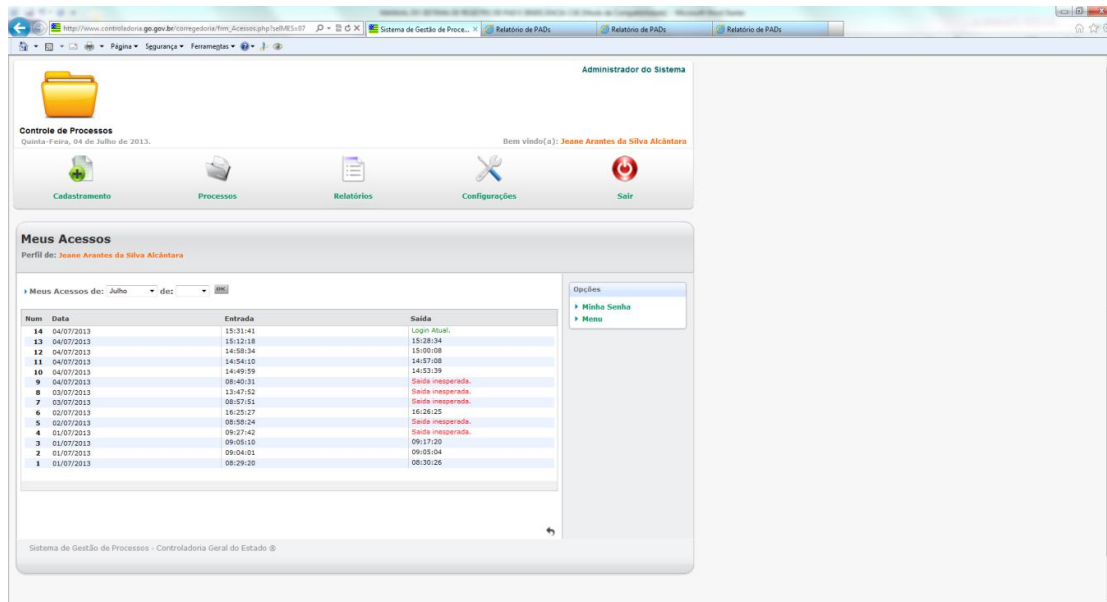 http://www.controladoria.go.gov.br/corregedoria/frm_Acessos.php?selMES=07
Sistema de Gestão de Proce...
Relatório de PADs
Relatório de PADs
Relatório de PADs
Página Segurança Ferramentas
Administrador do Sistema
Controle de Processos
Quinta-Feira, 04 de Julho de 2013.
Bem vindo(a): Jeane Arantes da Silva Alcântara
Cadastramento Processos Relatórios Configurações Sair
Meus Acessos
Perfil de: Jeane Arantes da Silva Alcântara
Meus Acessos de: Julho de: OK
Opções
Minha Senha
Menu
Num Data Entrada Saída
14 04/07/2013 15:31:41 Login Atual.
13 04/07/2013 15:12:18 15:28:34
12 04/07/2013 14:58:34 15:00:08
11 04/07/2013 14:54:10 14:57:08
10 04/07/2013 14:49:59 14:53:39
9 04/07/2013 08:40:31 Saída inesperada.
8 03/07/2013 13:47:52 Saída inesperada.
7 03/07/2013 08:57:51 Saída inesperada.
6 02/07/2013 16:25:27 16:26:25
5 02/07/2013 08:58:24 Saída inesperada.
4 01/07/2013 09:27:42 Saída inesperada.
3 01/07/2013 09:05:10 09:17:20
2 01/07/2013 09:04:01 09:05:04
1 01/07/2013 08:29:20 08:30:26
Sistema de Gestão de Processos - Controladoria Geral do Estado ®